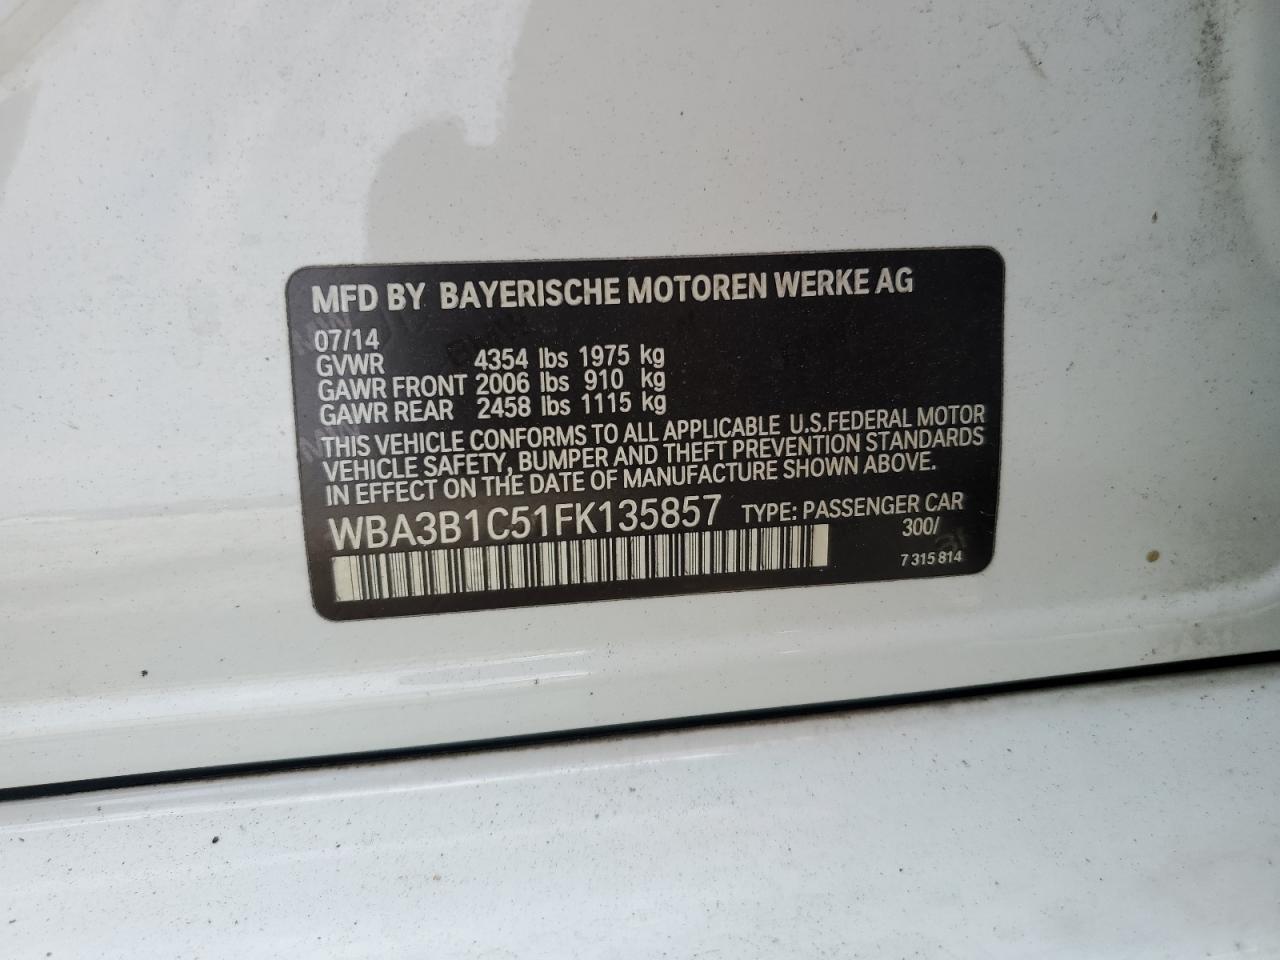 MFD BY BAYERISCHE MOTOREN WERKE AG
07/14
GVWR 4354 lbs 1975 kg
GAWR FRONT 2006 lbs 910 kg
GAWR REAR 2458 lbs 1115 kg
THIS VEHICLE CONFORMS TO ALL APPLICABLE U.S.FEDERAL MOTOR
VEHICLE SAFETY, BUMPER AND THEFT PREVENTION STANDARDS
IN EFFECT ON THE DATE OF MANUFACTURE SHOWN ABOVE.
WBA3B1C51FK135857 TYPE: PASSENGER CAR
300/
7 315 814